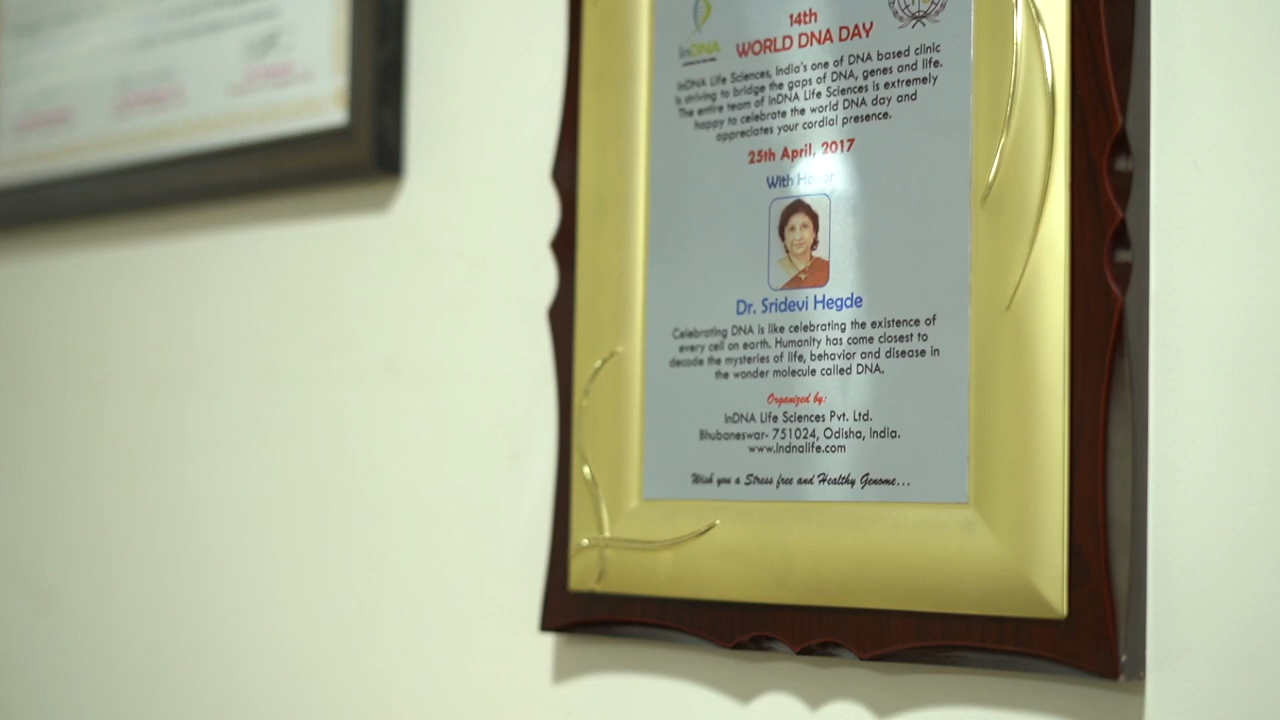 inDNA
14th
WORLD DNA DAY
InDNA Life Sciences, India's one of DNA based clinic
is striving to bridge the gaps of DNA, genes and life.
The entire team of InDNA Life Sciences is extremely
happy to celebrate the world DNA day and
appreciates your cordial presence.
25th April, 2017
With Honor
Dr. Sridevi Hegde
Celebrating DNA is like celebrating the existence of
every cell on earth. Humanity has come closest to
decode the mysteries of life, behavior and disease in
the wonder molecule called DNA.
Organized by:
InDNA Life Sciences Pvt. Ltd.
Bhubaneswar- 751024, Odisha, India.
www.indnalife.com
Wish you a Stress free and Healthy Genome...